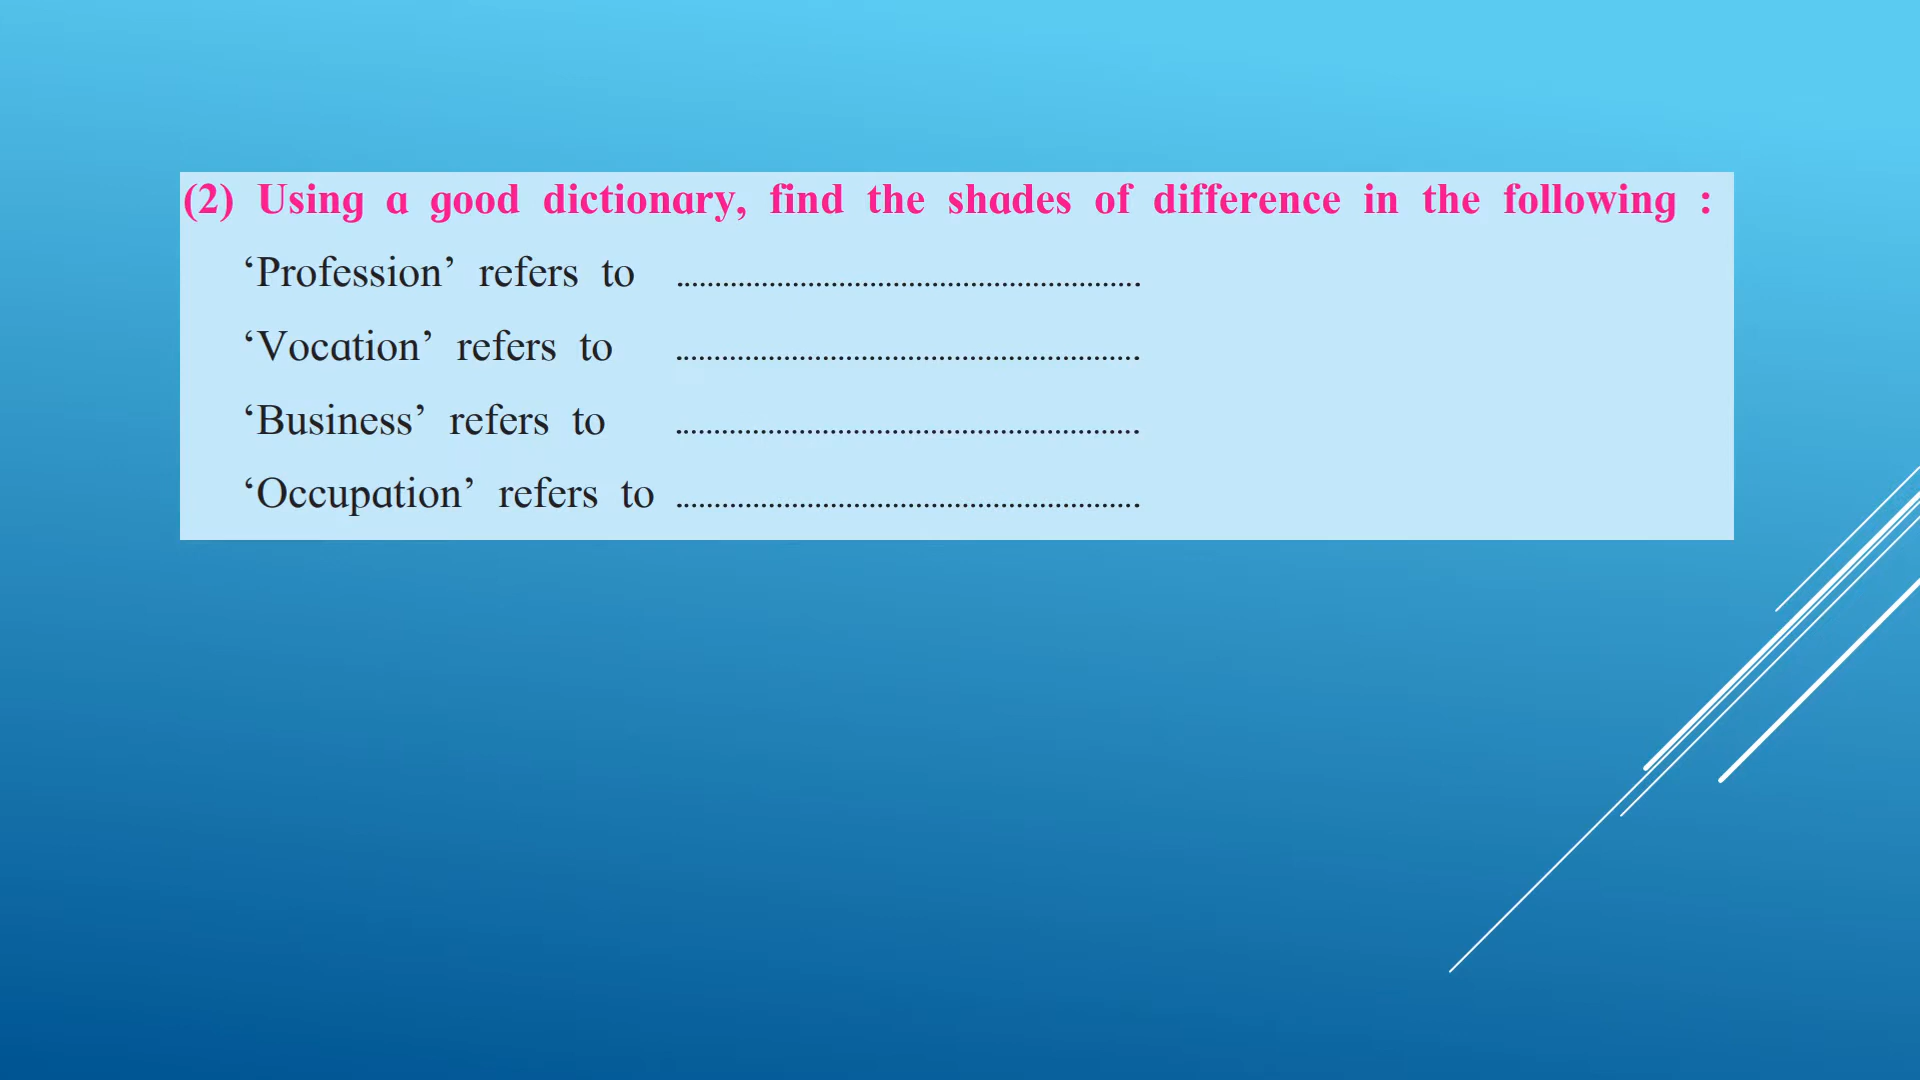 (2) Using a good dictionary, find the shades of difference in the following :
‘Profession’ refers to ............................................................
‘Vocation’ refers to ............................................................
‘Business’ refers to ............................................................
‘Occupation’ refers to ............................................................